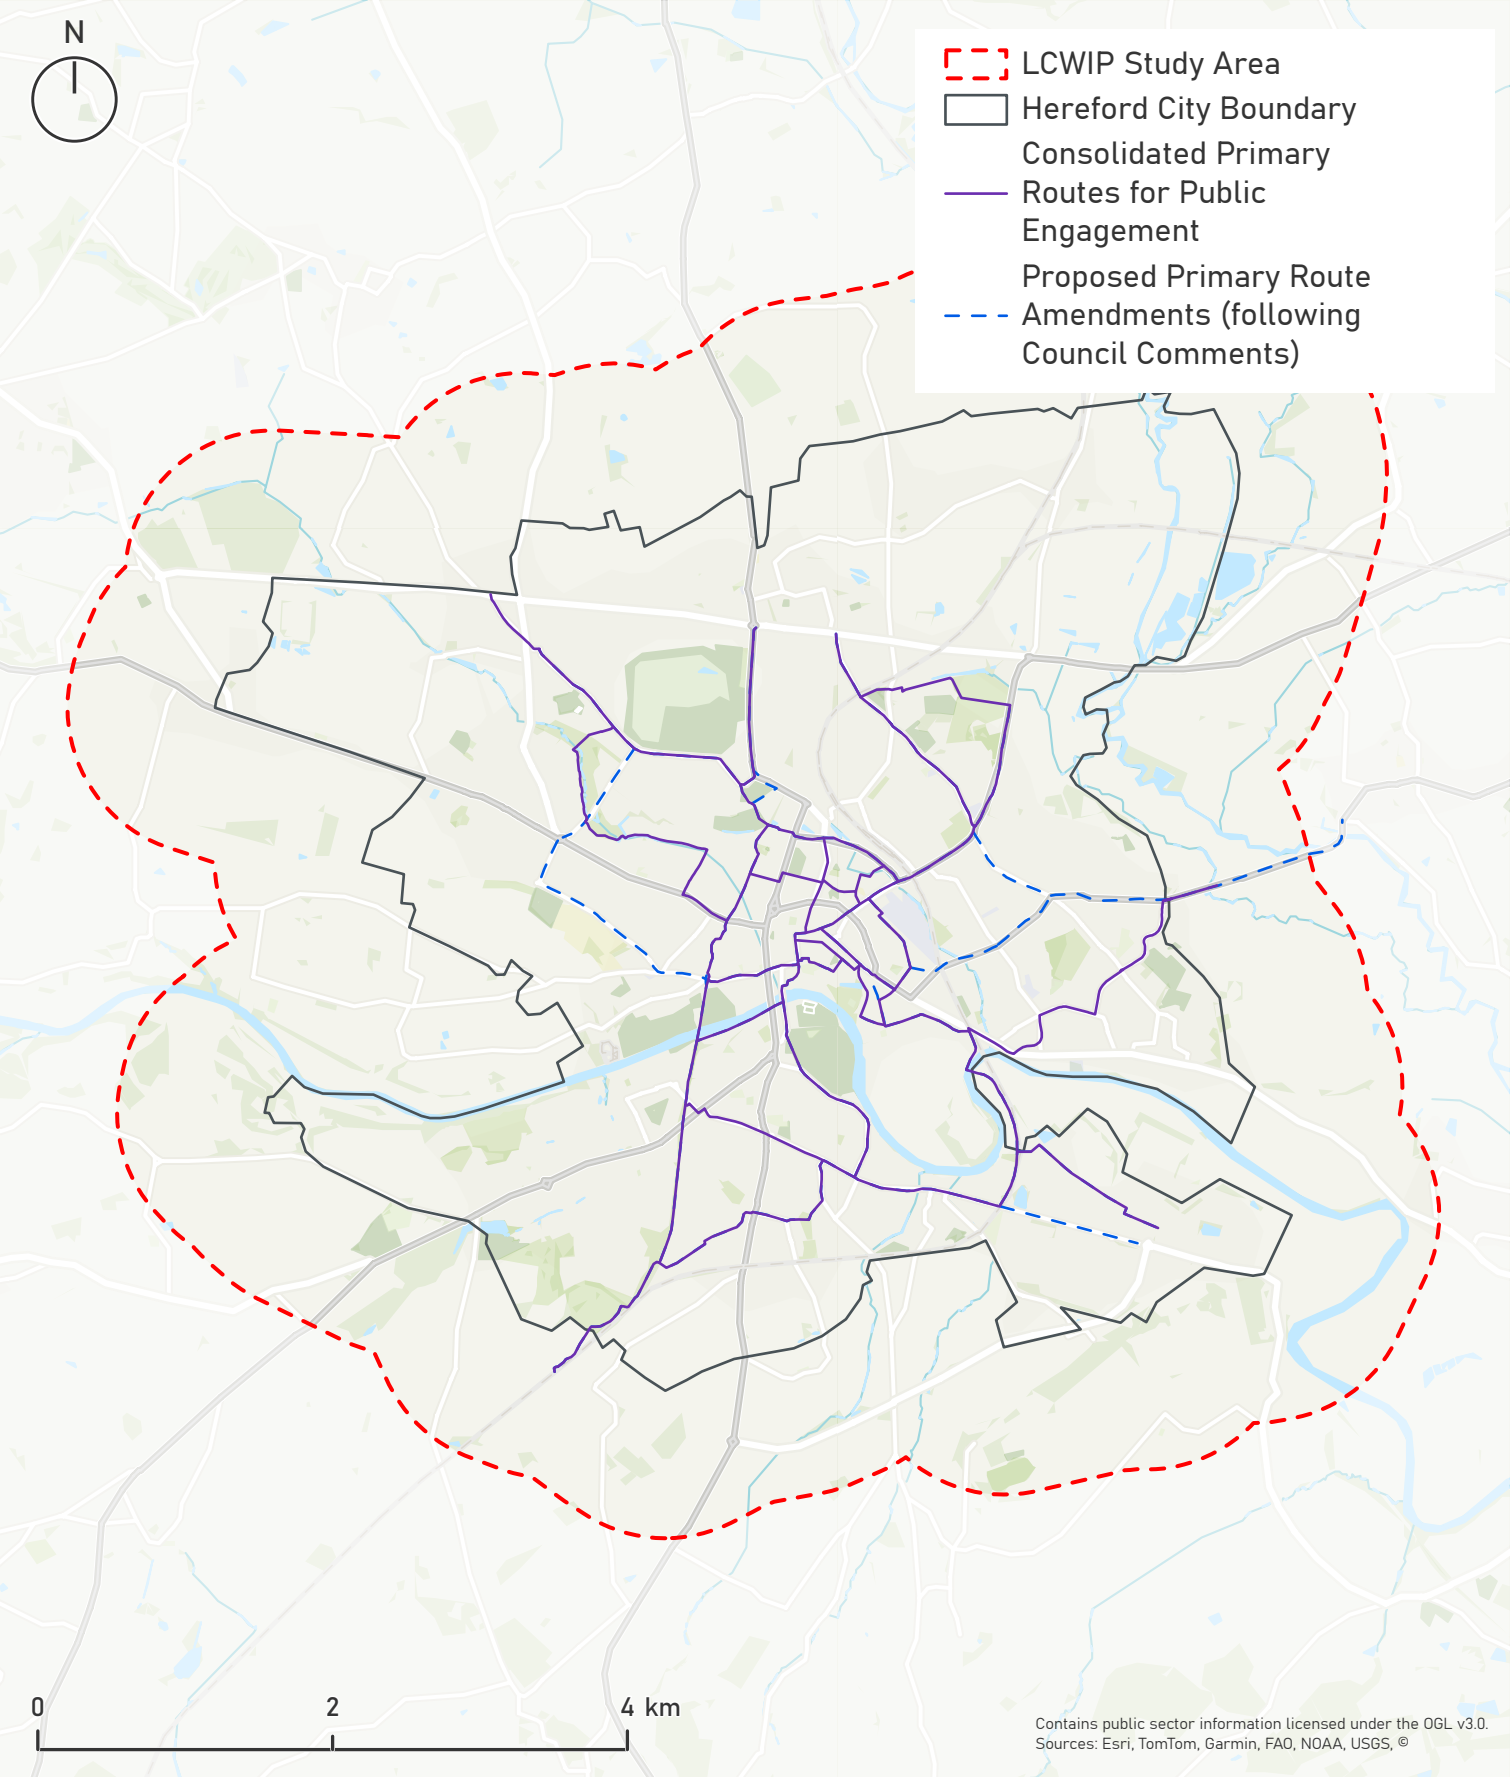 N
LCWIP Study Area
Hereford City Boundary
Consolidated Primary
Routes for Public
Engagement
Proposed Primary Route
Amendments (following
Council Comments)
0 2 4 km
Contains public sector information licensed under the OGL v3.0.
Sources: Esri, TomTom, Garmin, FAO, NOAA, USGS, ©